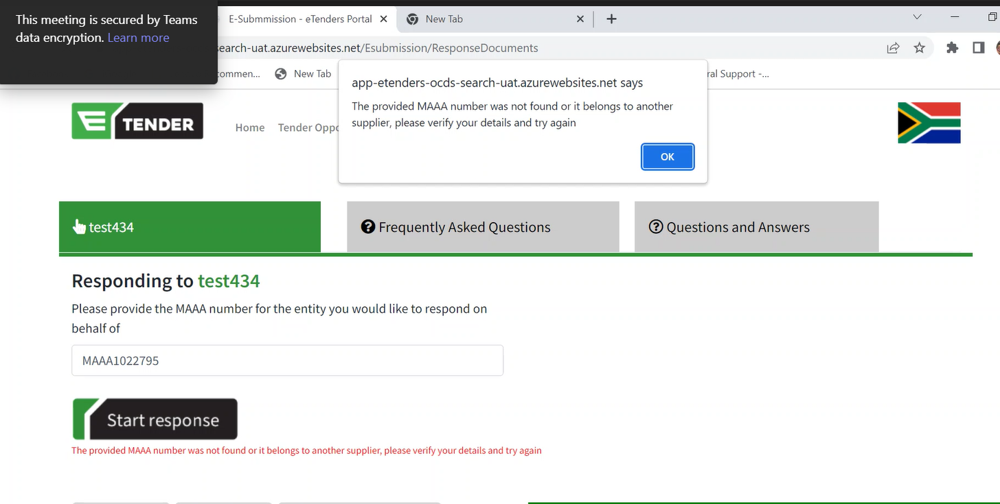 This meeting is secured by Teams
data encryption. Learn more
E-Submmission - eTenders Portal
New Tab
search-uat.azurewebsites.net/Esubmission/ResponseDocuments
commen...
New Tab
ral Support -...
app-etenders-ocds-search-uat.azurewebsites.net says
The provided MAAA number was not found or it belongs to another
supplier, please verify your details and try again
OK
TENDER
Home
Tender Oppo
test434
Frequently Asked Questions
Questions and Answers
Responding to test434
Please provide the MAAA number for the entity you would like to respond on
behalf of
MAAA1022795
Start response
The provided MAAA number was not found or it belongs to another supplier, please verify your details and try again